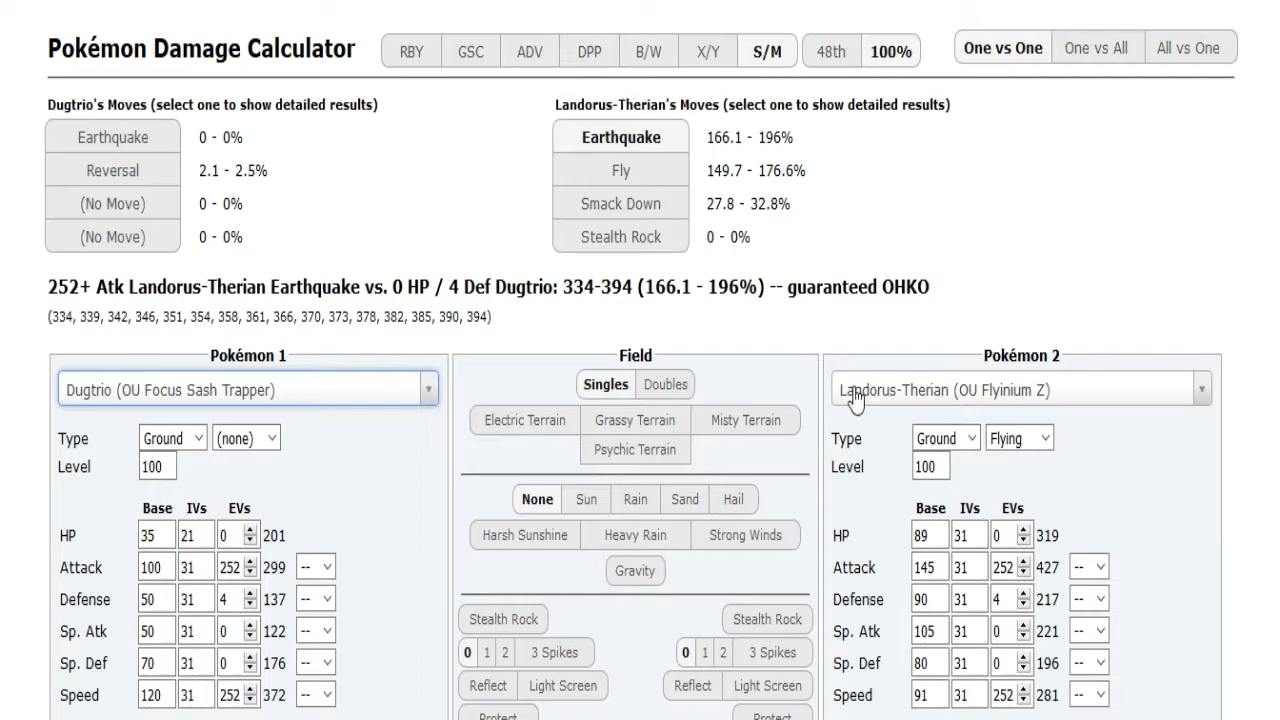 Pokémon Damage Calculator
RBY GSC ADV DPP B/W X/Y S/M 48th 100% One vs One One vs All All vs One
Dugtrio's Moves (select one to show detailed results)
Earthquake 0 - 0%
Reversal 2.1 - 2.5%
(No Move) 0 - 0%
(No Move) 0 - 0%
Landorus-Therian's Moves (select one to show detailed results)
Earthquake 166.1 - 196%
Fly 149.7 - 176.6%
Smack Down 27.8 - 32.8%
Stealth Rock 0 - 0%
252+ Atk Landorus-Therian Earthquake vs. 0 HP / 4 Def Dugtrio: 334-394 (166.1 - 196%) -- guaranteed OHKO
(334, 339, 342, 346, 351, 354, 358, 361, 366, 370, 373, 378, 382, 385, 390, 394)
Pokémon 1
Dugtrio (OU Focus Sash Trapper)
Type Ground (none)
Level 100
Base IVs EVs
HP 35 21 0 201
Attack 100 31 252 299 --
Defense 50 31 4 137 --
Sp. Atk 50 31 0 122 --
Sp. Def 70 31 0 176 --
Speed 120 31 252 372 --
Field
Singles Doubles
Electric Terrain Grassy Terrain Misty Terrain
Psychic Terrain
None Sun Rain Sand Hail
Harsh Sunshine Heavy Rain Strong Winds
Gravity
Stealth Rock Stealth Rock
0 1 2 3 Spikes 0 1 2 3 Spikes
Reflect Light Screen Reflect Light Screen
Protect Protect
Pokémon 2
Landorus-Therian (OU Flyinium Z)
Type Ground Flying
Level 100
Base IVs EVs
HP 89 31 0 319
Attack 145 31 252 427 --
Defense 90 31 4 217 --
Sp. Atk 105 31 0 221 --
Sp. Def 80 31 0 196 --
Speed 91 31 252 281 --